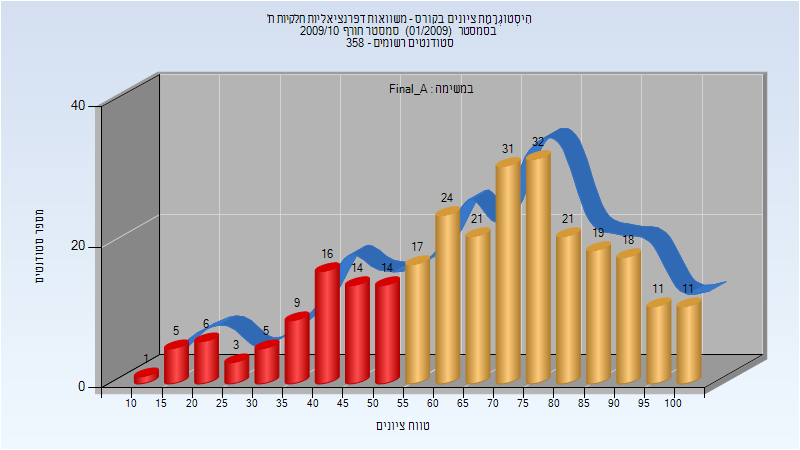 היסטוגרמת ציונים בקורס - משוואות דפרנציאליות חלקיות ת'
בסמסטר (01/2009) סמסטר חורף 2009/10
סטודנטים רשומים - 358
במשימה : Final_A
40
20
0
מספר סטודנטים
1 5 6 3 5 9 16 14 14 17 24 21 31 32 21 19 18 11 11
10 15 20 25 30 35 40 45 50 55 60 65 70 75 80 85 90 95 100
טווח ציונים